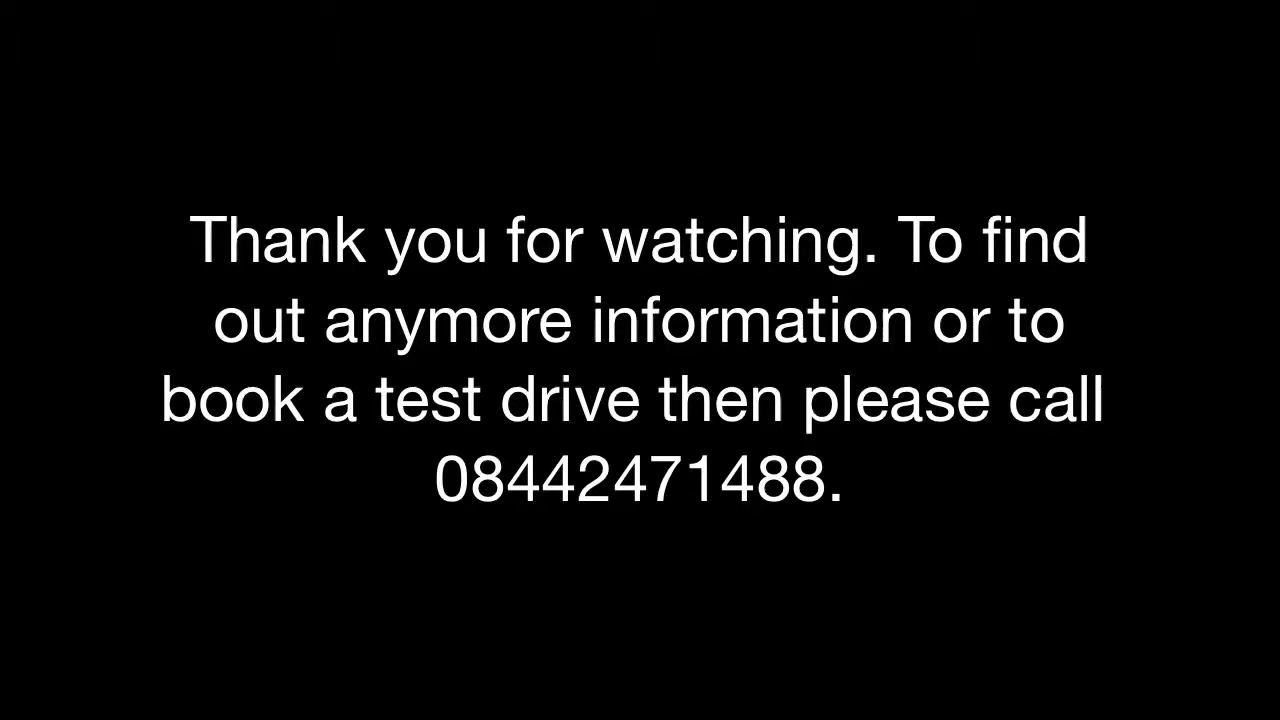 Thank you for watching. To find
out anymore information or to
book a test drive then please call
08442471488.